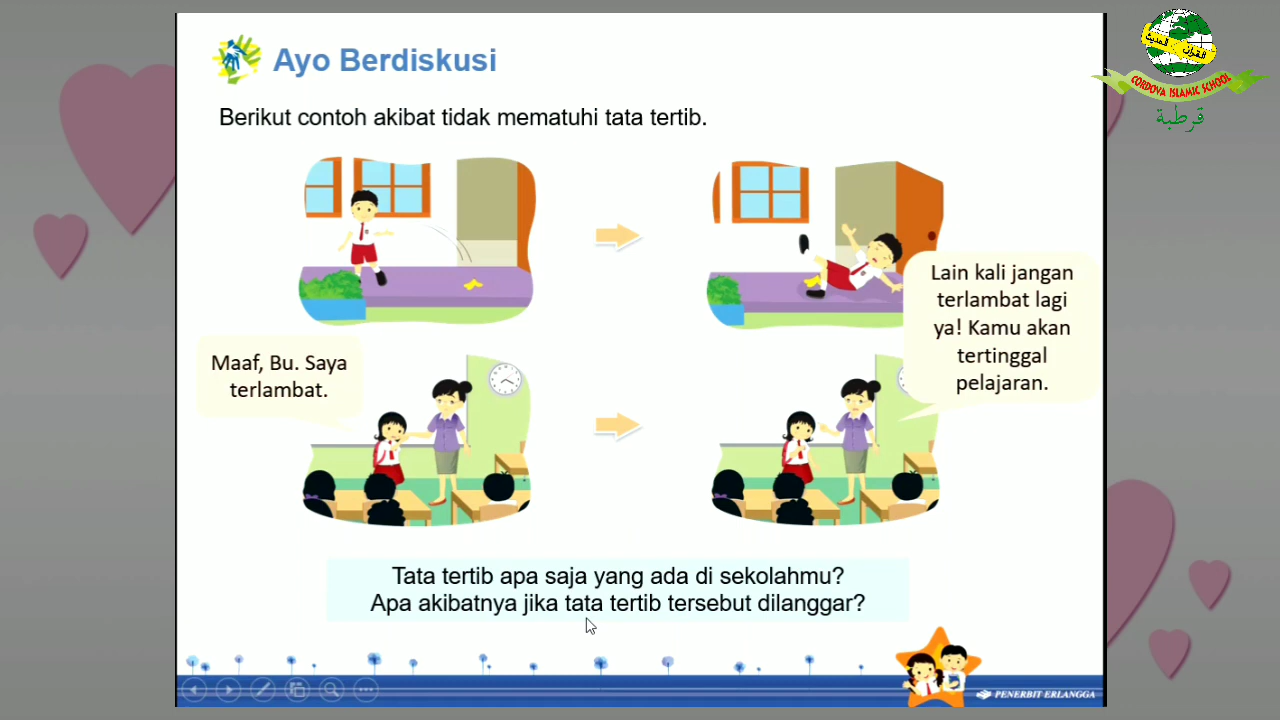 Ayo Berdiskusi
Berikut contoh akibat tidak mematuhi tata tertib.
Lain kali jangan
terlambat lagi
ya! Kamu akan
tertinggal
pelajaran.
Maaf, Bu. Saya
terlambat.
Tata tertib apa saja yang ada di sekolahmu?
Apa akibatnya jika tata tertib tersebut dilanggar?
PENERBIT ERLANGGA
CORDOVA ISLAMIC SCHOOL
قرطبة